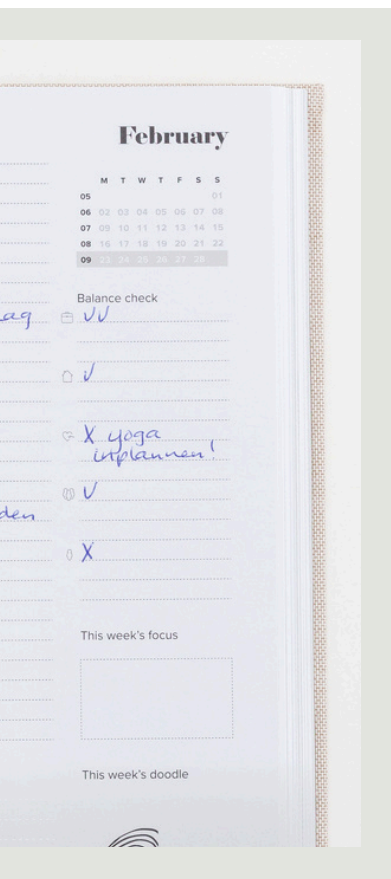 February
M T W T F S S
05 01
06 02 03 04 05 06 07 08
07 09 10 11 12 13 14 15
08 16 17 18 19 20 21 22
09 23 24 25 26 27 28
Balance check
ag VV
V
X yoga
inplannen!
V
den
X
This week's focus
This week's doodle